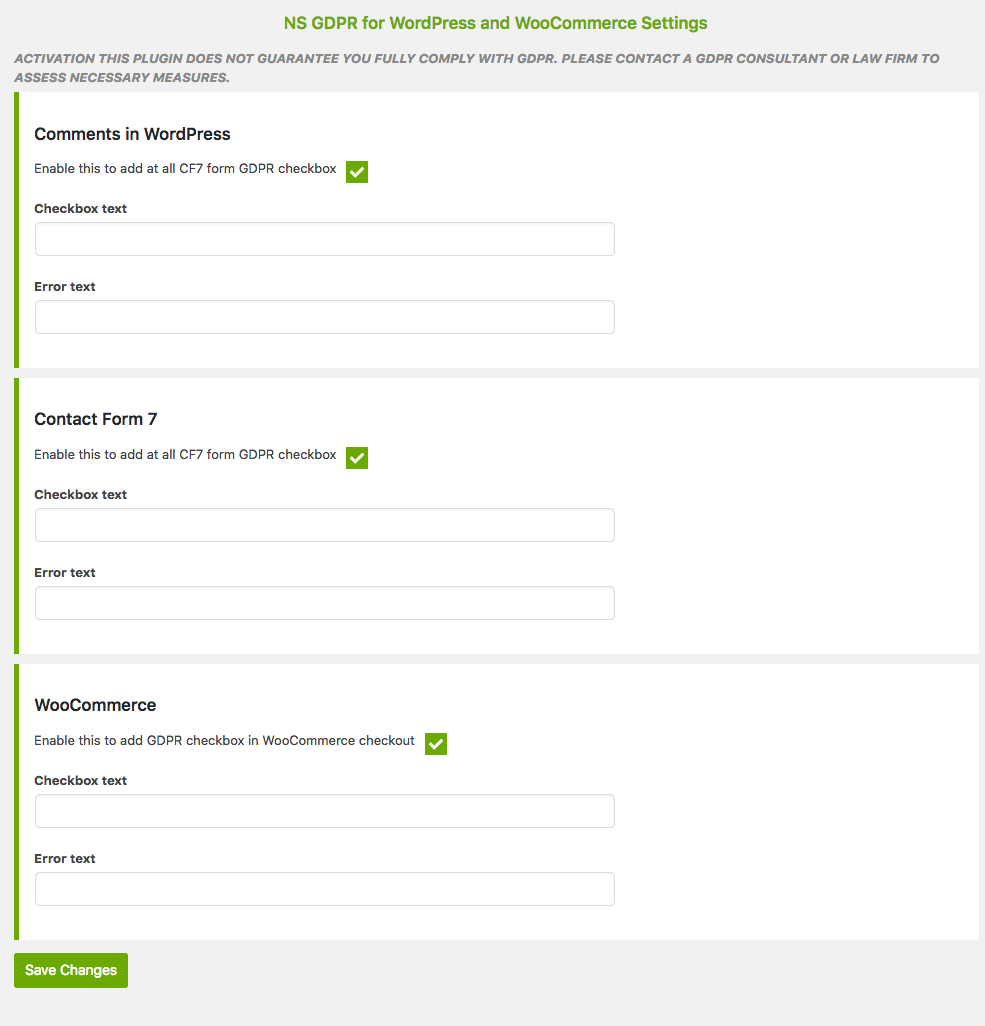 NS GDPR for WordPress and WooCommerce Settings
ACTIVATION THIS PLUGIN DOES NOT GUARANTEE YOU FULLY COMPLY WITH GDPR. PLEASE CONTACT A GDPR CONSULTANT OR LAW FIRM TO
ASSESS NECESSARY MEASURES.
Comments in WordPress
Enable this to add at all CF7 form GDPR checkbox
Checkbox text
Error text
Contact Form 7
Enable this to add at all CF7 form GDPR checkbox
Checkbox text
Error text
WooCommerce
Enable this to add GDPR checkbox in WooCommerce checkout
Checkbox text
Error text
Save Changes